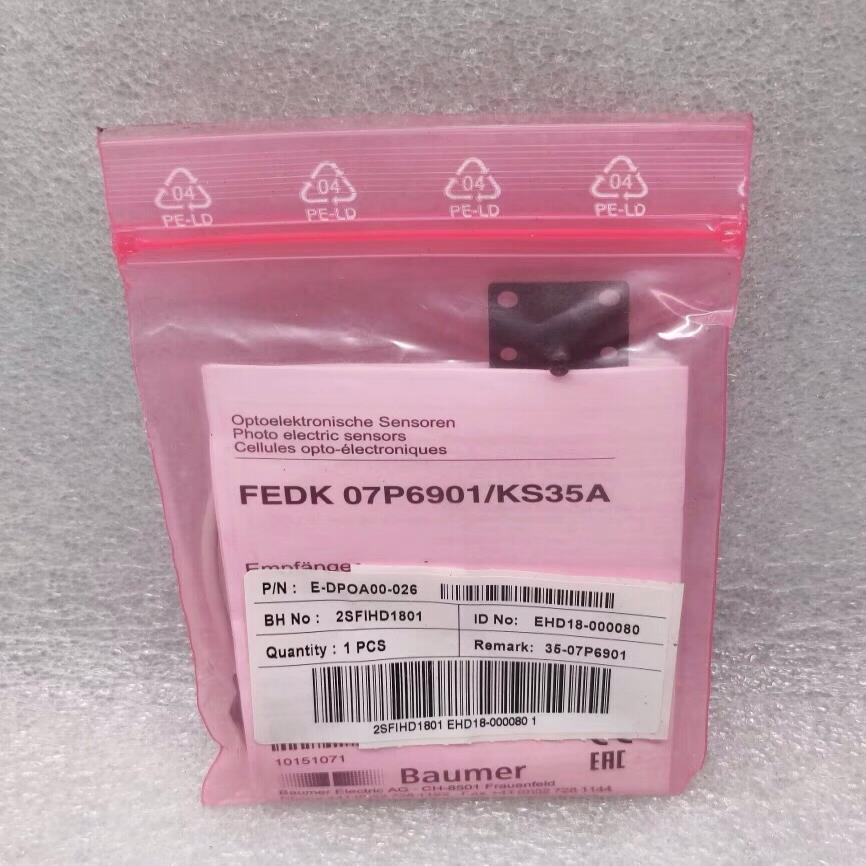 04 04 04 04
PE-LD PE-LD PE-LD PE-LD
Optoelektronische Sensoren
Photo electric sensors
Cellules opto-électroniques
FEDK 07P6901/KS35A
P/N : E-DPOA00-026
BH No : 2SFIHD1801
ID No: EHD18-000080
Quantity : 1 PCS
Remark: 35-07P6901
2SFIHD1801 EHD18-000080 1
10151071
EAC
Baumer
Baumer Electric AG · CH-8501 Frauenfeld